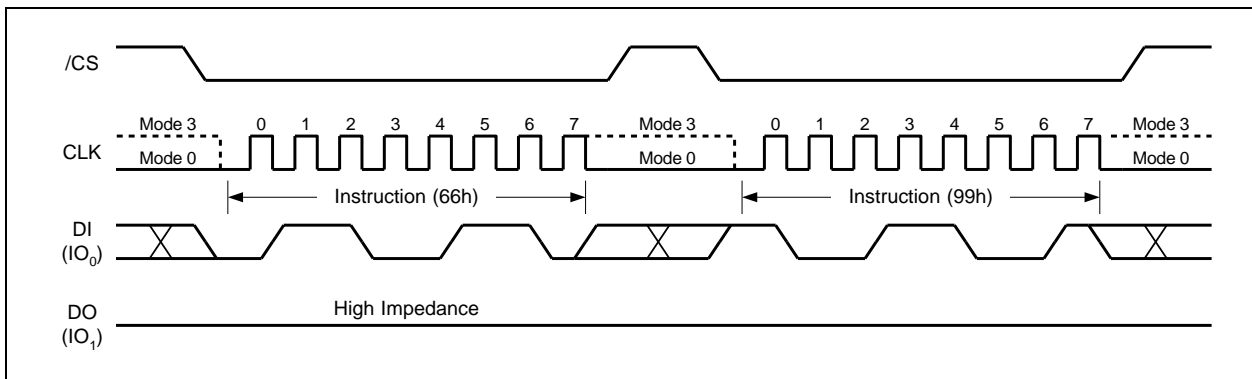 /CS
Mode 3 0 1 2 3 4 5 6 7 Mode 3 0 1 2 3 4 5 6 7 Mode 3
CLK
Mode 0 Mode 0 Mode 0
Instruction (66h) Instruction (99h)
DI
(IO₀)
High Impedance
DO
(IO₁)